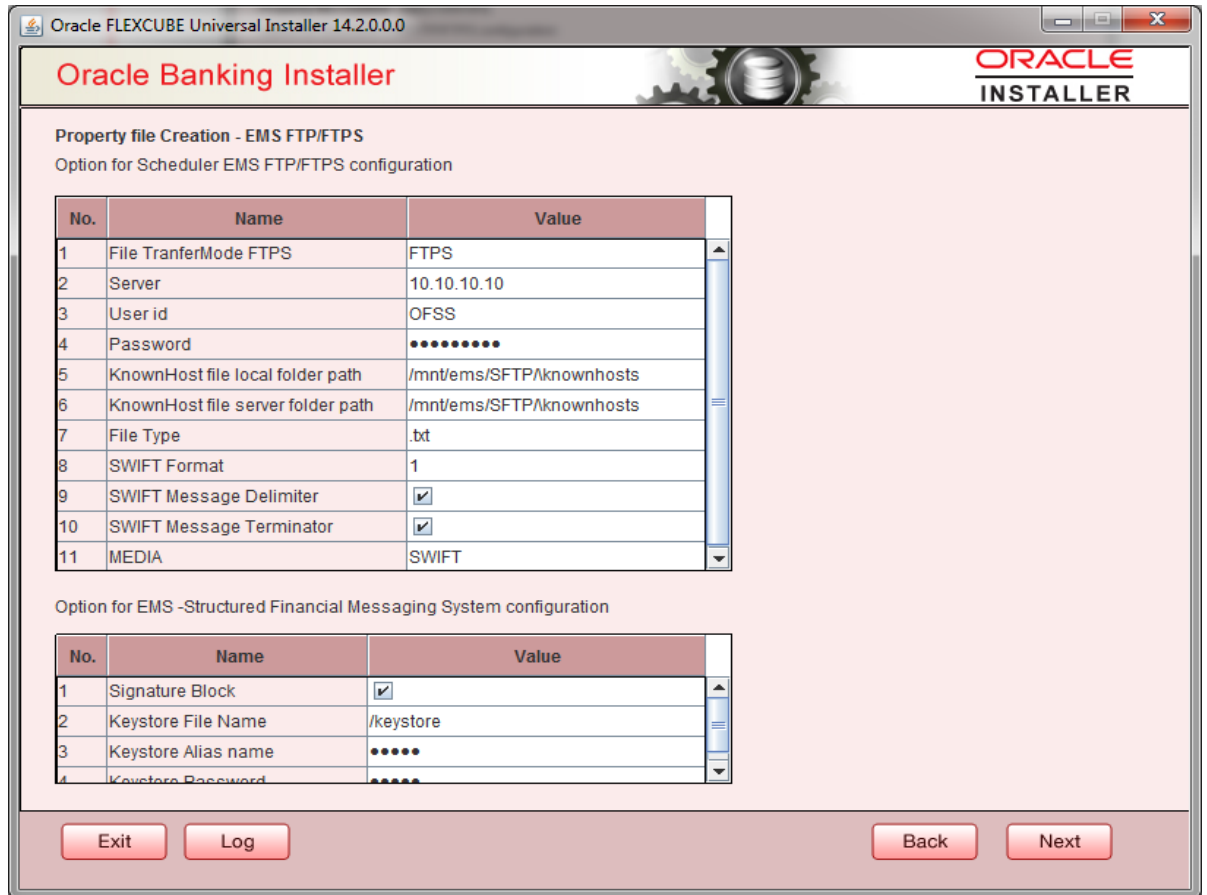 Oracle FLEXCUBE Universal Installer 14.2.0.0.0
Oracle Banking Installer
ORACLE
INSTALLER
Property file Creation - EMS FTP/FTPS
Option for Scheduler EMS FTP/FTPS configuration
No. Name Value
1 File TranferMode FTPS FTPS
2 Server 10.10.10.10
3 User id OFSS
4 Password •••••••••
5 KnownHost file local folder path /mnt/ems/SFTP/\knownhosts
6 KnownHost file server folder path /mnt/ems/SFTP/\knownhosts
7 File Type .txt
8 SWIFT Format 1
9 SWIFT Message Delimiter
10 SWIFT Message Terminator
11 MEDIA SWIFT
Option for EMS -Structured Financial Messaging System configuration
No. Name Value
1 Signature Block
2 Keystore File Name /keystore
3 Keystore Alias name •••••
4 Keystore Password •••••
Exit Log Back Next